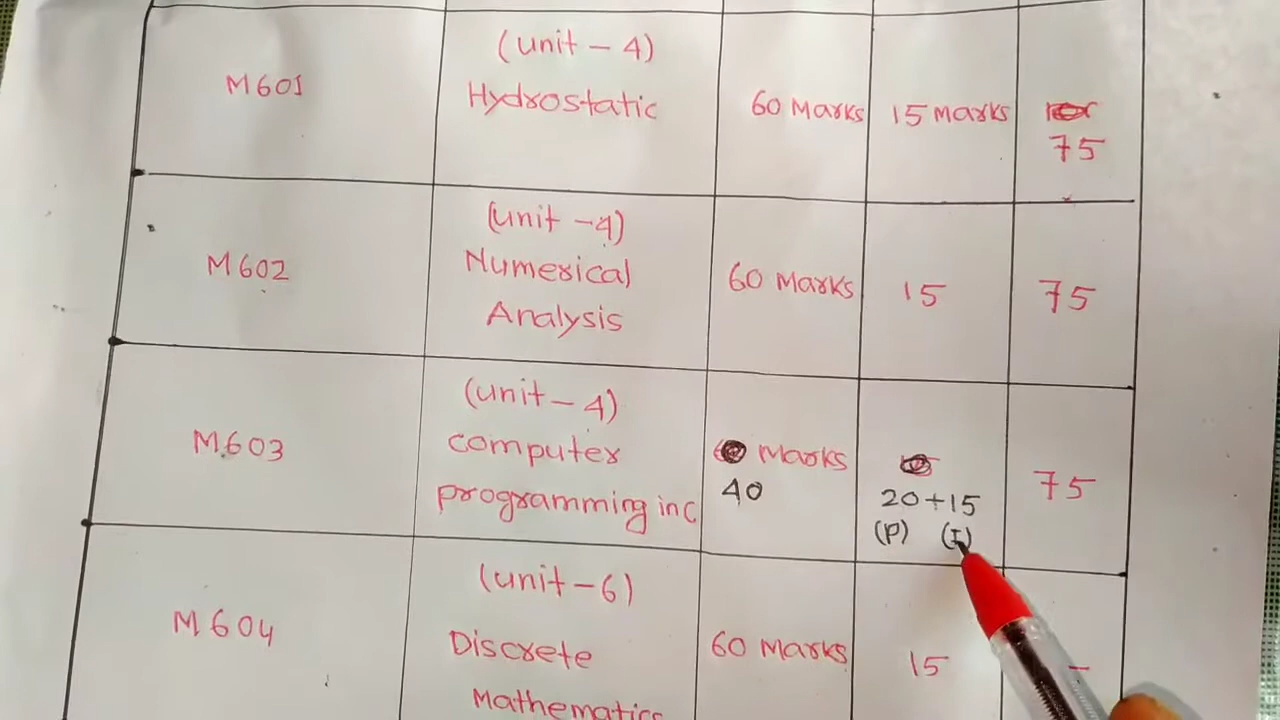 M601
(unit - 4)
Hydrostatic
60 Marks
15 marks
75
M602
(unit - 4)
Numerical
Analysis
60 Marks
15
75
M603
(unit - 4)
computer
programming inc
Marks
40
20+15
(P) (I)
75
M604
(unit - 6)
Discrete
Mathematics
60 Marks
15